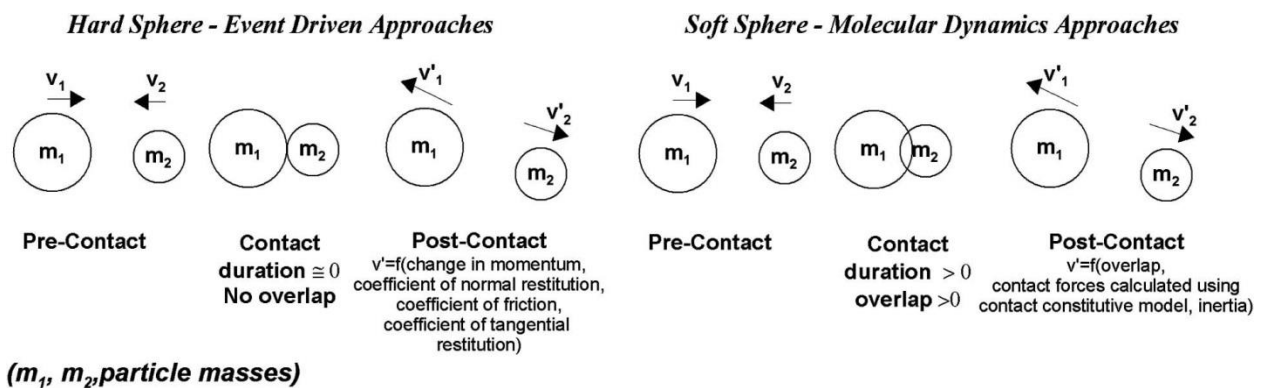 Hard Sphere - Event Driven Approaches
v₁
v₂
m₁
m₂
Pre-Contact
m₁
m₂
Contact
duration ≅ 0
No overlap
v'₁
v'₂
m₁
m₂
Post-Contact
v'=f(change in momentum,
coefficient of normal restitution,
coefficient of friction,
coefficient of tangential
restitution)
Soft Sphere - Molecular Dynamics Approaches
v₁
v₂
m₁
m₂
Pre-Contact
m₁
m₂
Contact
duration > 0
overlap >0
v'₁
v'₂
m₁
m₂
Post-Contact
v'=f(overlap,
contact forces calculated using
contact constitutive model, inertia)
(m₁, m₂,particle masses)